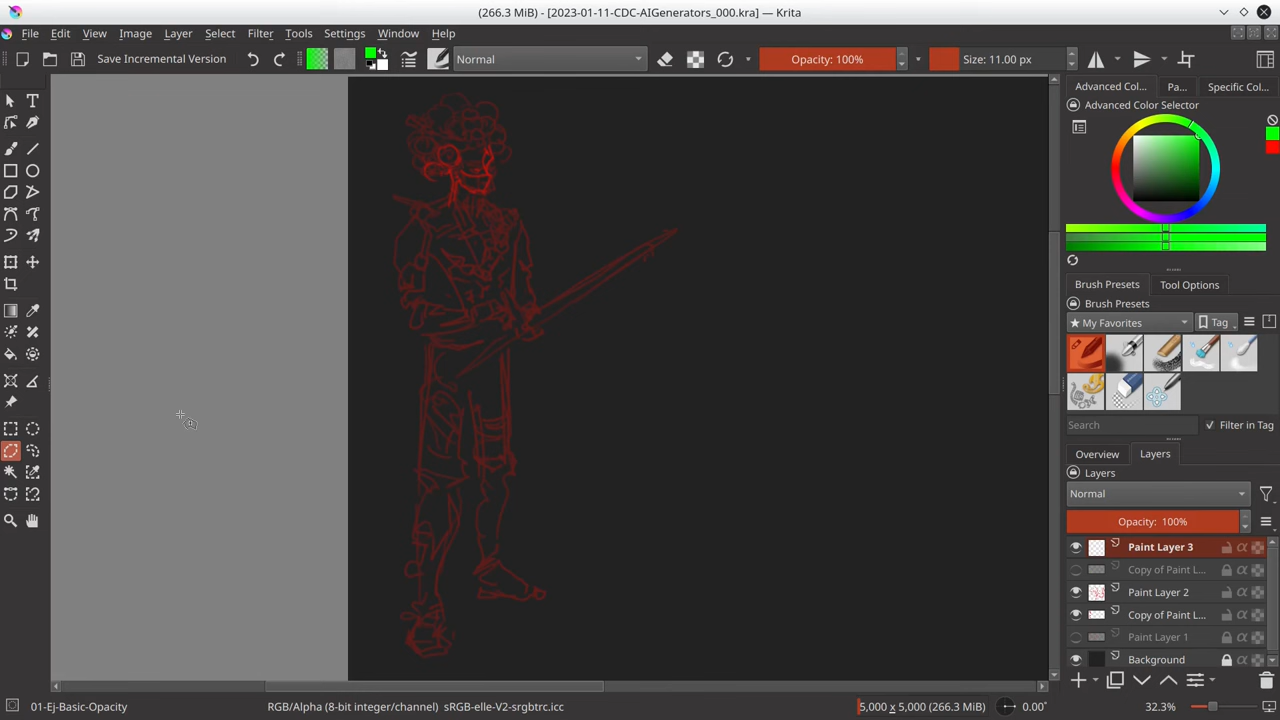 (266.3 MiB) - [2023-01-11-CDC-AIGenerators_000.kra] — Krita
File Edit View Image Layer Select Filter Tools Settings Window Help
Save Incremental Version Normal Opacity: 100% Size: 11.00 px
Advanced Col... Pa... Specific Col...
Advanced Color Selector
Brush Presets Tool Options
Brush Presets
★ My Favorites Tag
Search Filter in Tag
Overview Layers
Layers
Normal
Opacity: 100%
Paint Layer 3
Copy of Paint L...
Paint Layer 2
Copy of Paint L...
Paint Layer 1
Background
01-Ej-Basic-Opacity RGB/Alpha (8-bit integer/channel) sRGB-elle-V2-srgbtrc.icc 5,000 x 5,000 (266.3 MiB) 0.00° 32.3%